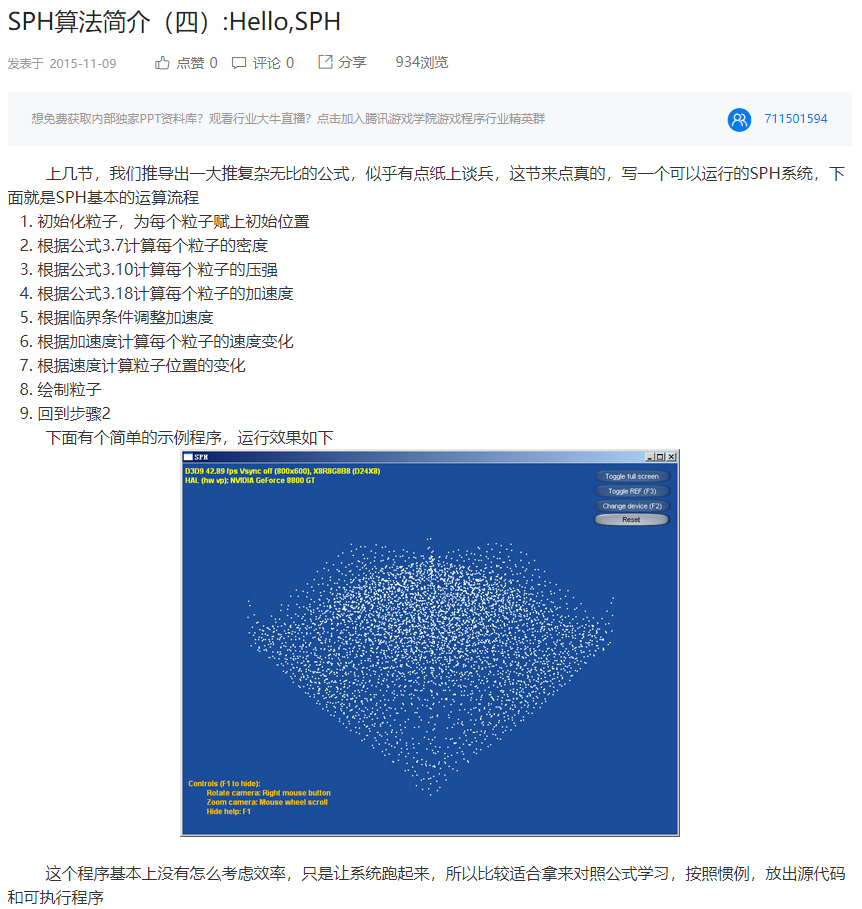 SPH算法简介（四）:Hello,SPH
发表于 2015-11-09 点赞 0 评论 0 分享 934浏览
想免费获取内部独家PPT资料库？观看行业大牛直播？点击加入腾讯游戏学院游戏程序行业精英群 711501594
上几节，我们推导出一大推复杂无比的公式，似乎有点纸上谈兵，这节来点真的，写一个可以运行的SPH系统，下
面就是SPH基本的运算流程
1. 初始化粒子，为每个粒子赋上初始位置
2. 根据公式3.7计算每个粒子的密度
3. 根据公式3.10计算每个粒子的压强
4. 根据公式3.18计算每个粒子的加速度
5. 根据临界条件调整加速度
6. 根据加速度计算每个粒子的速度变化
7. 根据速度计算粒子位置的变化
8. 绘制粒子
9. 回到步骤2
下面有个简单的示例程序，运行效果如下
SPH
D3D9 42.89 fps Vsync off (800x600), X8R8G8B8 (D24X8)
HAL (hw vp): NVIDIA GeForce 8800 GT
Toggle full screen
Toggle REF (F3)
Change device (F2)
Reset
Controls (F1 to hide):
Rotate camera: Right mouse button
Zoom camera: Mouse wheel scroll
Hide help: F1
这个程序基本上没有怎么考虑效率，只是让系统跑起来，所以比较适合拿来对照公式学习，按照惯例，放出源代码
和可执行程序